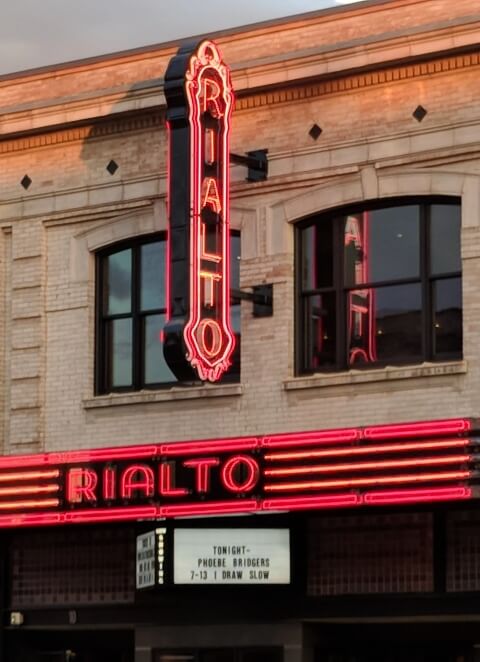 RIALTO
RIALTO
TONIGHT-
PHOEBE BRIDGERS
7-13 I DRAW SLOW